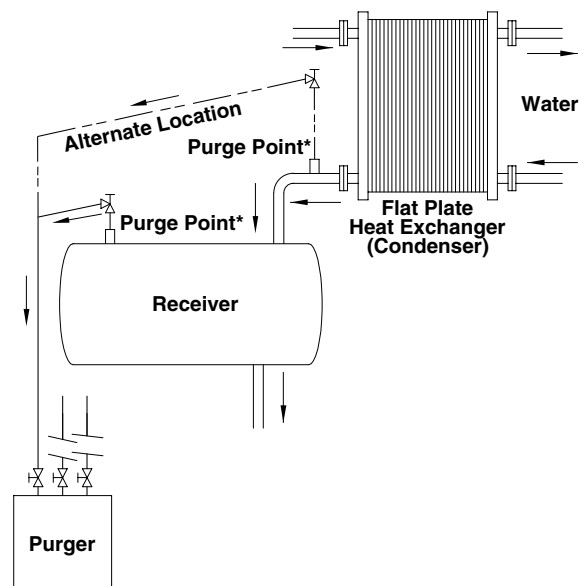 Water
Alternate Location
Purge Point*
Flat Plate
Heat Exchanger
(Condenser)
Purge Point*
Receiver
Purger